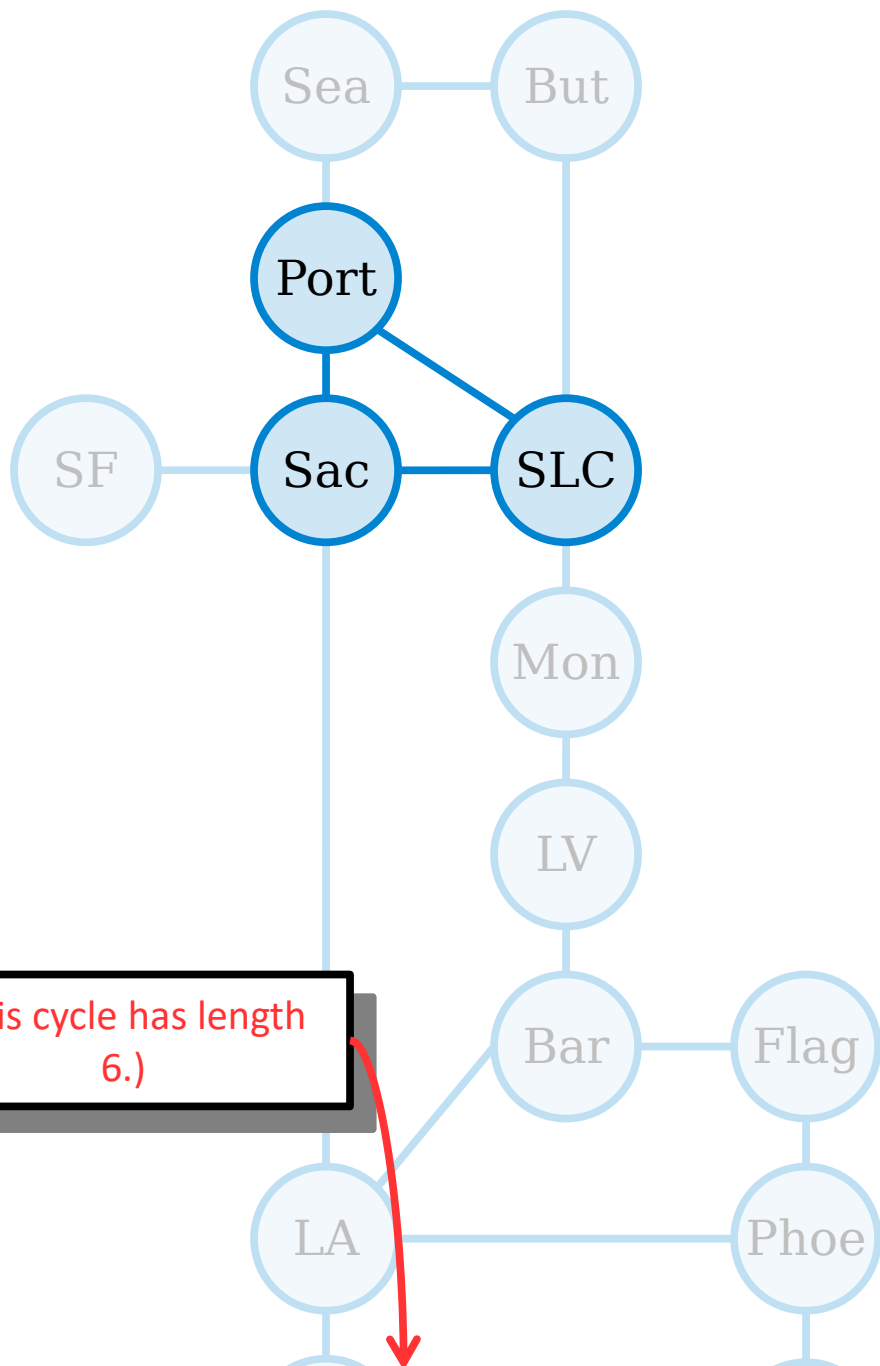 Sea But
Port
SF Sac SLC
Mon
LV
is cycle has length
6.)
Bar Flag
LA Phoe